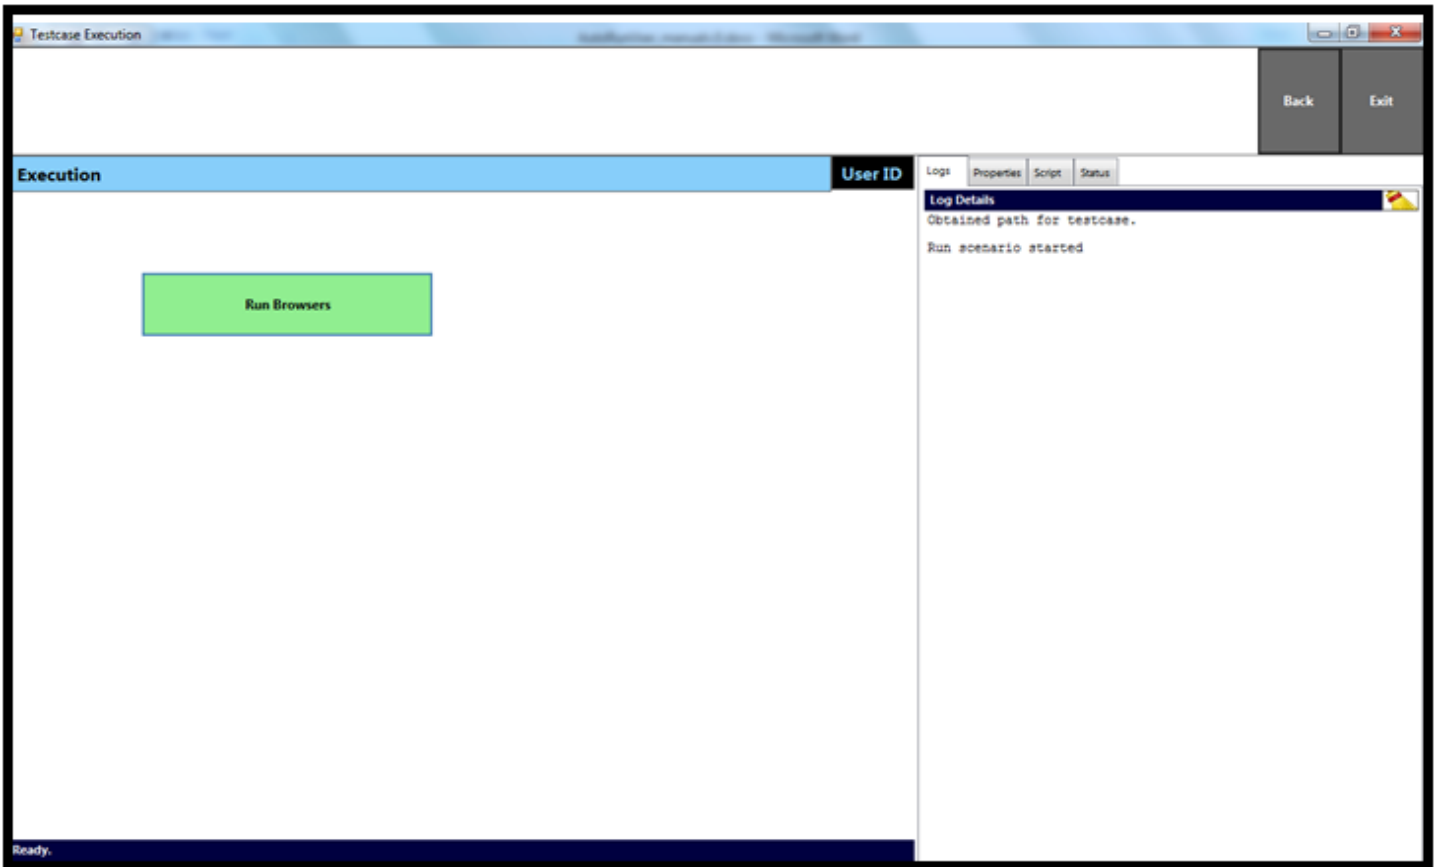 Testcase Execution
Back
Exit
Execution
User ID
Logs
Properties
Script
Status
Log Details
Obtained path for testcase.
Run scenario started
Run Browsers
Ready.